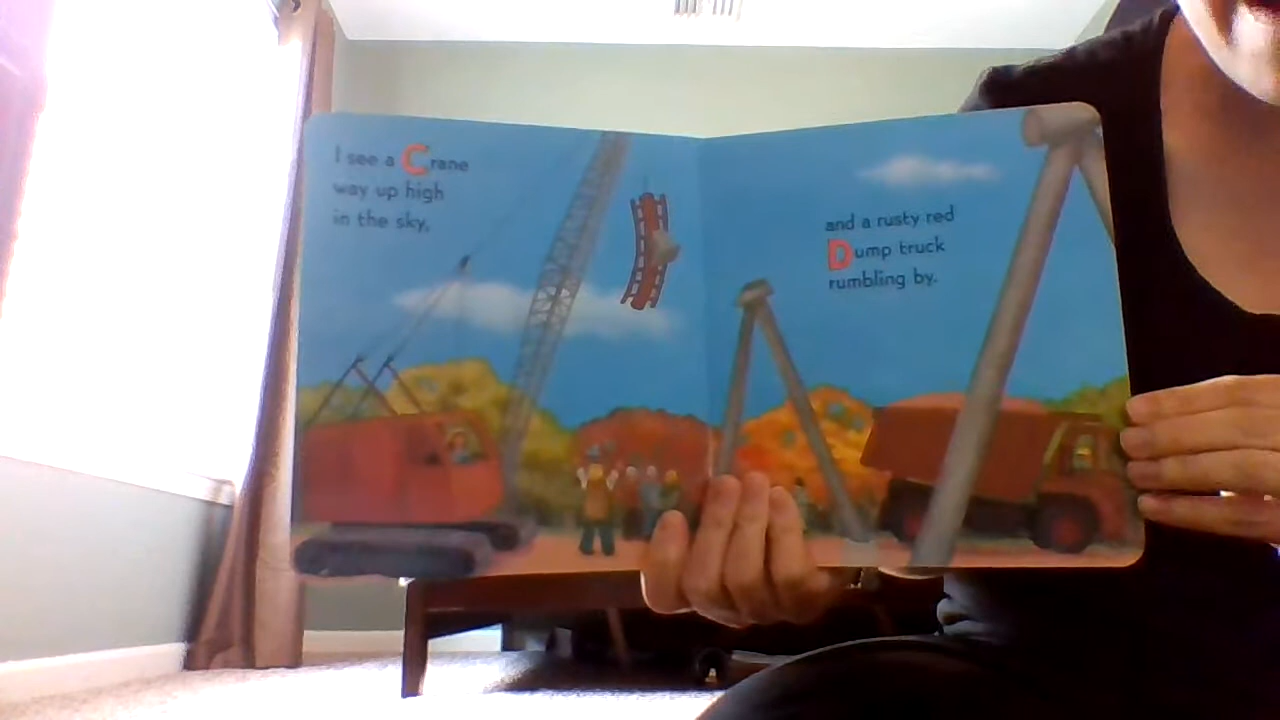 I see a Crane
way up high
in the sky,
and a rusty red
Dump truck
rumbling by.